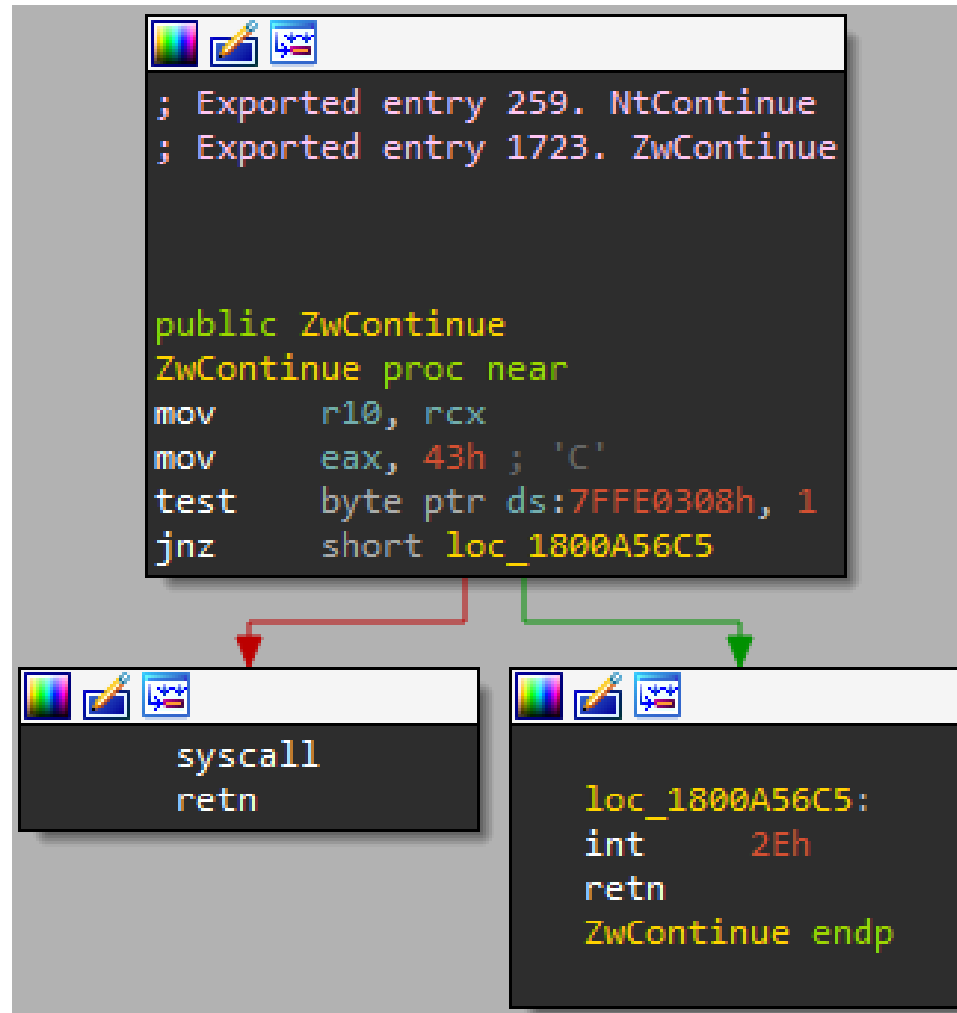 ; Exported entry 259. NtContinue
; Exported entry 1723. ZwContinue
public ZwContinue
ZwContinue proc near
mov r10, rcx
mov eax, 43h ; 'C'
test byte ptr ds:7FFE0308h, 1
jnz short loc_1800A56C5
syscall
retn
loc_1800A56C5:
int 2Eh
retn
ZwContinue endp